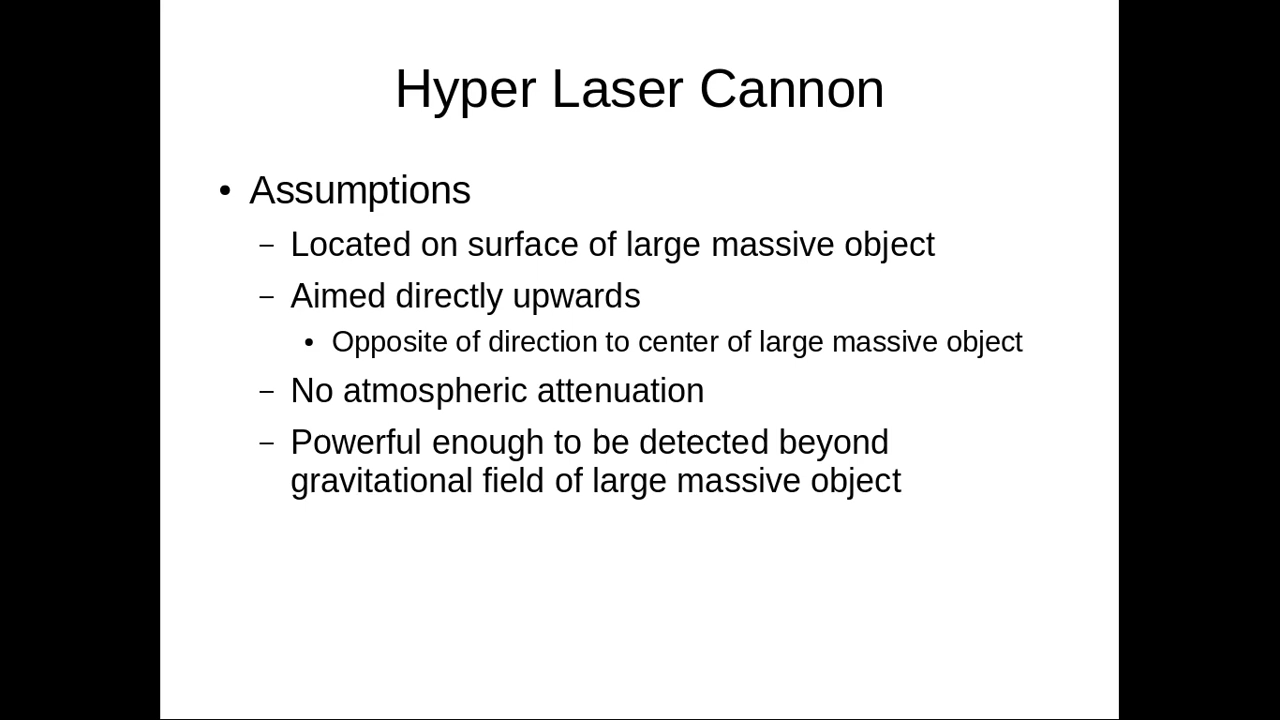 Hyper Laser Cannon
• Assumptions
– Located on surface of large massive object
– Aimed directly upwards
• Opposite of direction to center of large massive object
– No atmospheric attenuation
– Powerful enough to be detected beyond
gravitational field of large massive object